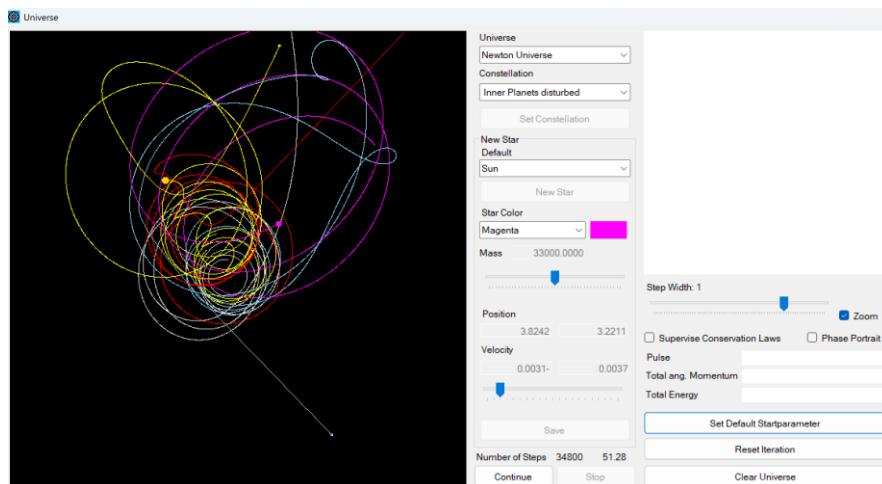 Universe
Universe
Newton Universe
Constellation
Inner Planets disturbed
Set Constellation
New Star
Default
Sun
New Star
Star Color
Magenta
Mass 33000.0000
Position
3.8242 3.2211
Velocity
0.0031- 0.0037
Save
Number of Steps 34800 51.28
Continue Stop
Step Width: 1
Zoom
Supervise Conservation Laws Phase Portrait
Pulse
Total ang. Momentum
Total Energy
Set Default Startparameter
Reset Iteration
Clear Universe